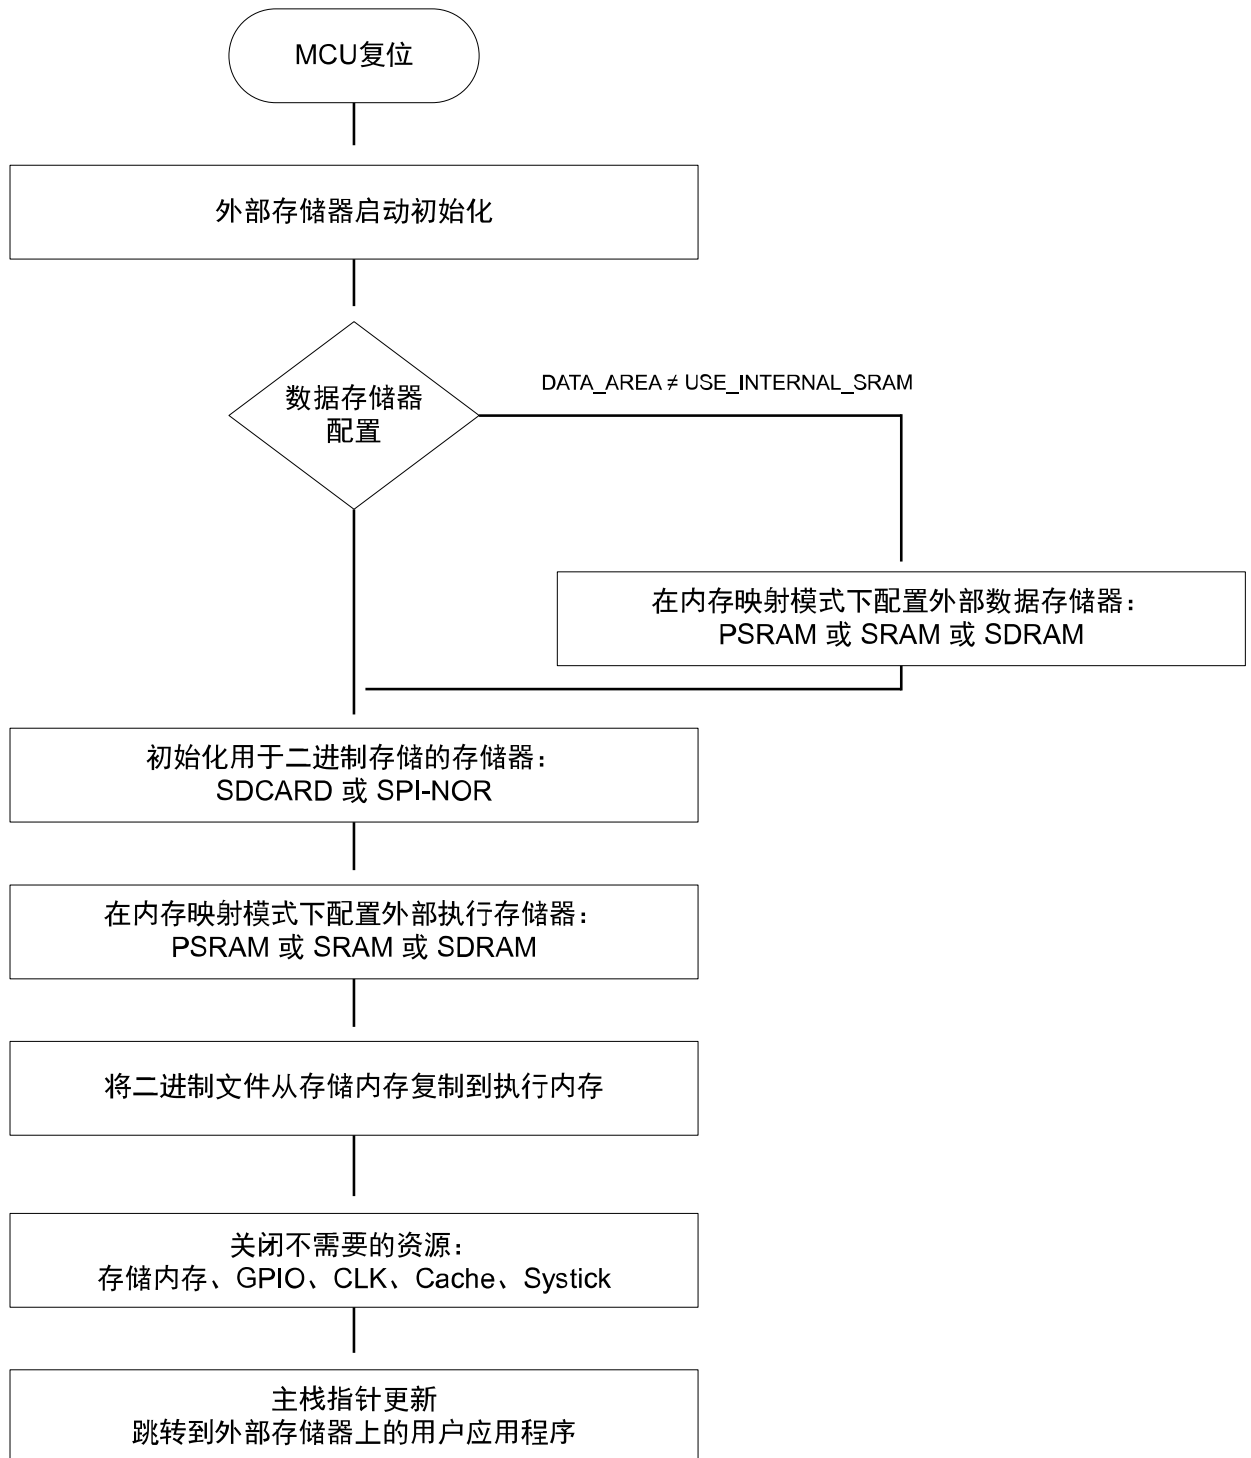 MCU复位
外部存储器启动初始化
数据存储器
配置
DATA_AREA ≠ USE_INTERNAL_SRAM
在内存映射模式下配置外部数据存储器：
PSRAM 或 SRAM 或 SDRAM
初始化用于二进制存储的存储器：
SDCARD 或 SPI-NOR
在内存映射模式下配置外部执行存储器：
PSRAM 或 SRAM 或 SDRAM
将二进制文件从存储内存复制到执行内存
关闭不需要的资源：
存储内存、GPIO、CLK、Cache、Systick
主栈指针更新
跳转到外部存储器上的用户应用程序